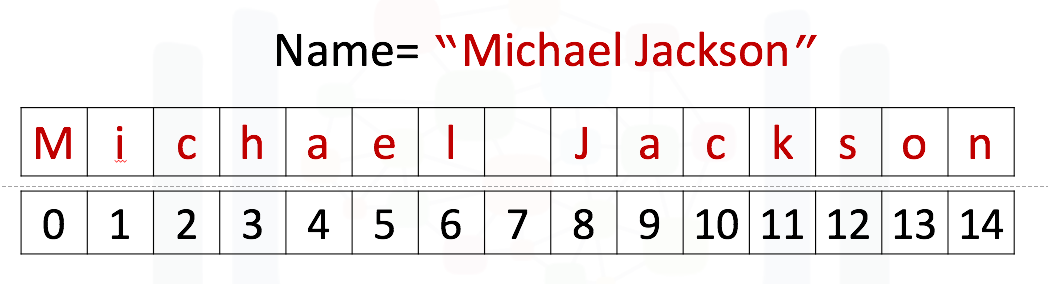 Name= “Michael Jackson”
M i c h a e l J a c k s o n
0 1 2 3 4 5 6 7 8 9 10 11 12 13 14